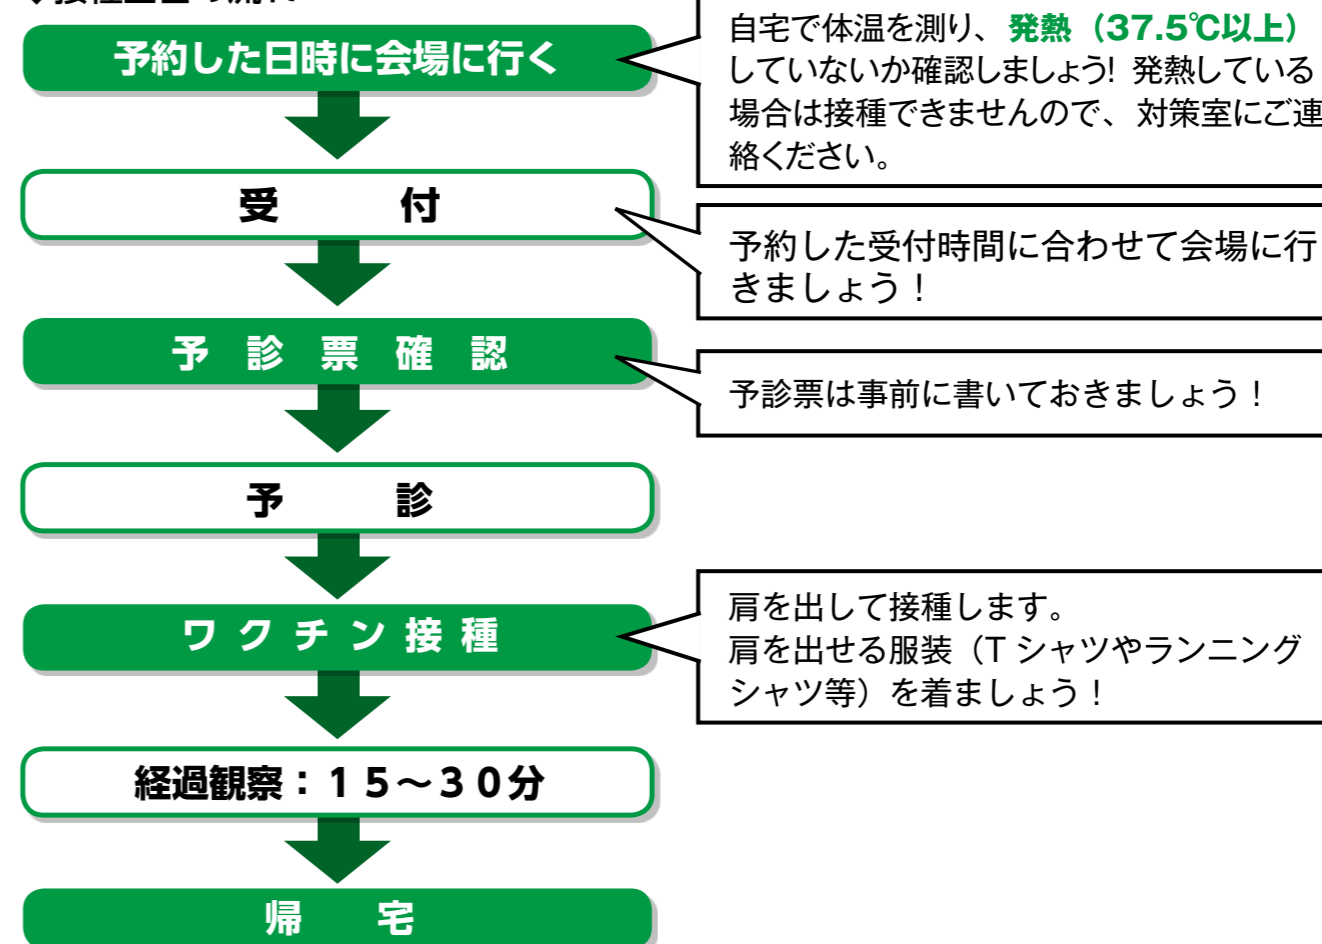 予約した日時に会場に行く
自宅で体温を測り、発熱（37.5℃以上）
していないか確認しましょう！発熱している
場合は接種できませんので、対策室にご連
絡ください。
受付
予約した受付時間に合わせて会場に行
きましょう！
予診票確認
予診票は事前に書いておきましょう！
予診
ワクチン接種
肩を出して接種します。
肩を出せる服装（Tシャツやランニング
シャツ等）を着ましょう！
経過観察：１５～３０分
帰宅